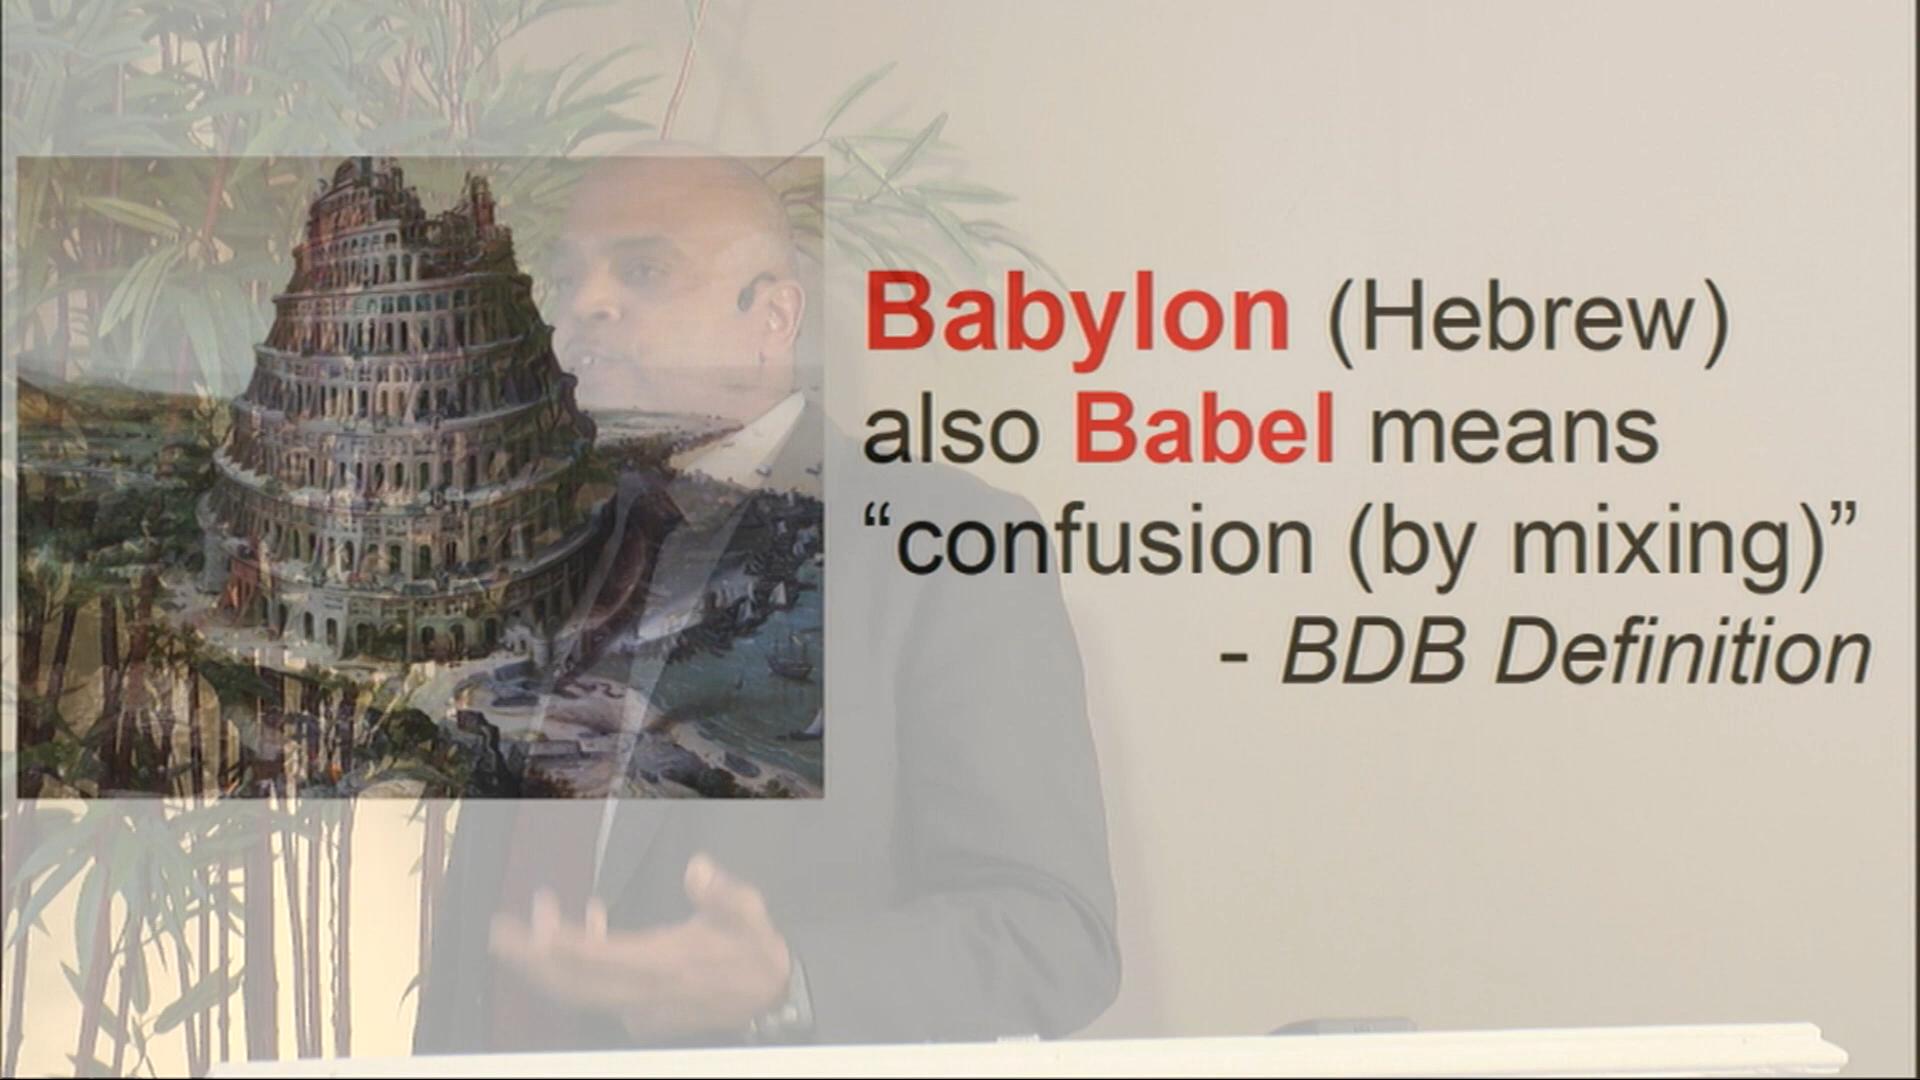 Babylon (Hebrew)
also Babel means
“confusion (by mixing)”
- BDB Definition